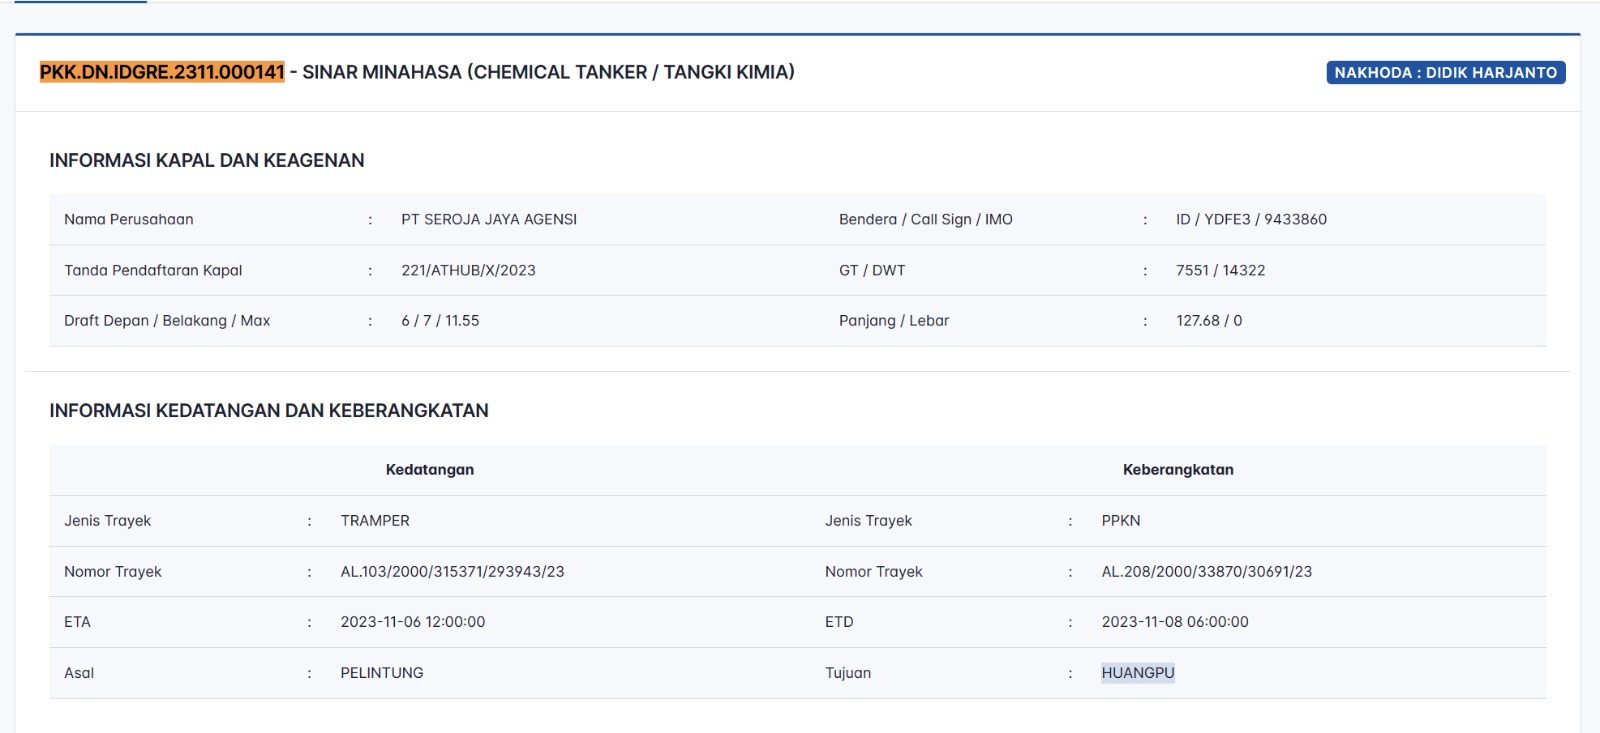 PKK.DN.IDGRE.2311.000141 - SINAR MINAHASA (CHEMICAL TANKER / TANGKI KIMIA)
NAKHODA : DIDIK HARJANTO
INFORMASI KAPAL DAN KEAGENAN
Nama Perusahaan : PT SEROJA JAYA AGENSI Bendera / Call Sign / IMO : ID / YDFE3 / 9433860
Tanda Pendaftaran Kapal : 221/ATHUB/X/2023 GT / DWT : 7551 / 14322
Draft Depan / Belakang / Max : 6 / 7 / 11.55 Panjang / Lebar : 127.68 / 0
INFORMASI KEDATANGAN DAN KEBERANGKATAN
Kedatangan Keberangkatan
Jenis Trayek : TRAMPER Jenis Trayek : PPKN
Nomor Trayek : AL.103/2000/315371/293943/23 Nomor Trayek : AL.208/2000/33870/30691/23
ETA : 2023-11-06 12:00:00 ETD : 2023-11-08 06:00:00
Asal : PELINTUNG Tujuan : HUANGPU